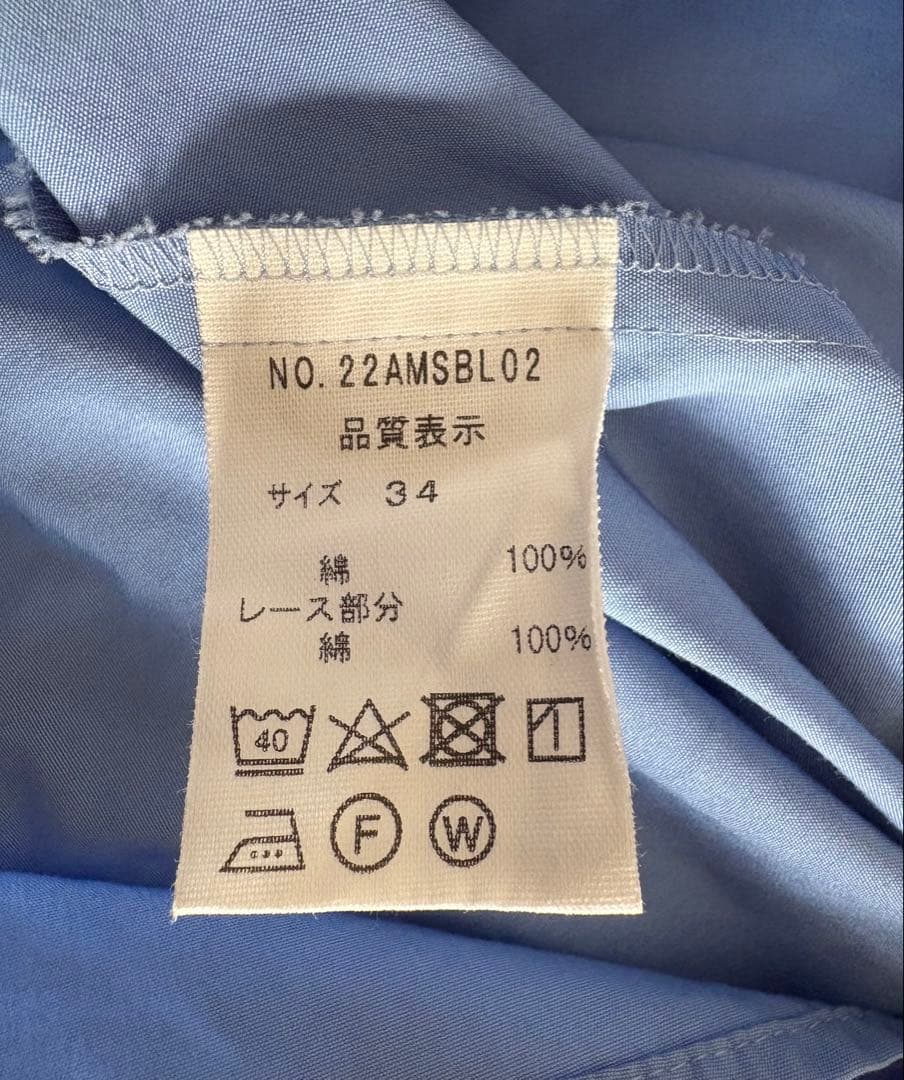 NO. 22AMSBL02
品質表示
サイズ 34
綿 100%
レース部分
綿 100%
40
F W